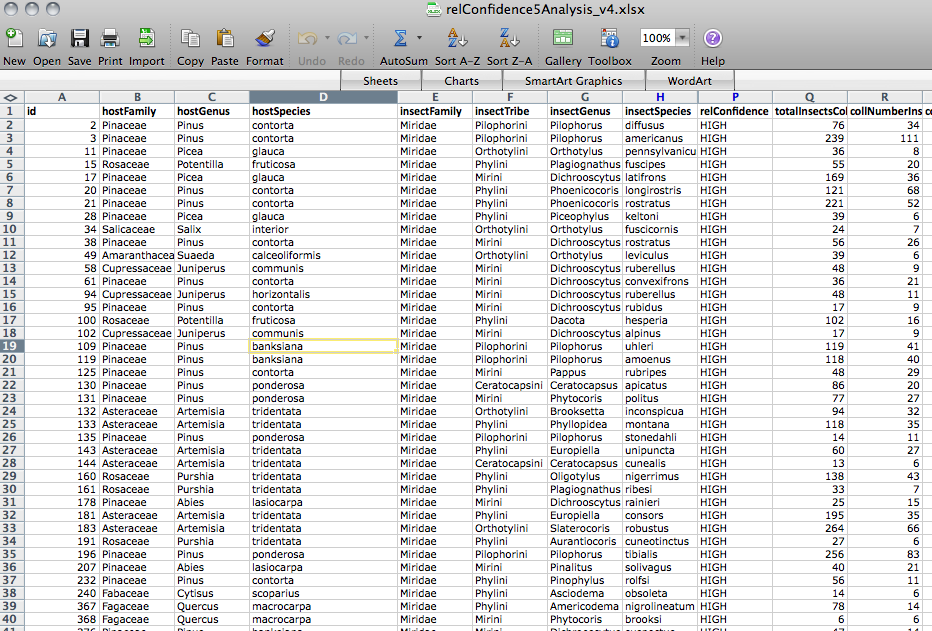 relConfidence5Analysis_v4.xlsx
New Open Save Print Import Copy Paste Format Undo Redo AutoSum Sort A-Z Sort Z-A Gallery Toolbox 100% Zoom Help
Sheets Charts SmartArt Graphics WordArt
A B C D E F G H P Q R
1 id hostFamily hostGenus hostSpecies insectFamily insectTribe insectGenus insectSpecies relConfidence totalInsectsCol collNumberIns co
2 2 Pinaceae Pinus contorta Miridae Pilophorini Pilophorus diffusus HIGH 76 34
3 3 Pinaceae Pinus contorta Miridae Pilophorini Pilophorus americanus HIGH 239 111
4 11 Pinaceae Picea glauca Miridae Orthotylini Orthotylus pennsylvanicu HIGH 36 8
5 15 Rosaceae Potentilla fruticosa Miridae Phylini Plagiognathus fuscipes HIGH 55 20
6 17 Pinaceae Picea glauca Miridae Mirini Dichrooscytus latifrons HIGH 169 36
7 20 Pinaceae Pinus contorta Miridae Phylini Phoenicocoris longirostris HIGH 121 68
8 21 Pinaceae Pinus contorta Miridae Phylini Phoenicocoris rostratus HIGH 221 52
9 28 Pinaceae Picea glauca Miridae Phylini Piceophylus keltoni HIGH 39 6
10 34 Salicaceae Salix interior Miridae Orthotylini Orthotylus fuscicornis HIGH 24 7
11 38 Pinaceae Pinus contorta Miridae Mirini Dichrooscytus rostratus HIGH 56 26
12 49 Amaranthacea Suaeda calceoliformis Miridae Orthotylini Orthotylus leviculus HIGH 39 6
13 58 Cupressaceae Juniperus communis Miridae Mirini Dichrooscytus ruberellus HIGH 48 9
14 61 Pinaceae Pinus contorta Miridae Mirini Dichrooscytus convexifrons HIGH 36 21
15 94 Cupressaceae Juniperus horizontalis Miridae Mirini Dichrooscytus ruberellus HIGH 48 11
16 95 Pinaceae Pinus contorta Miridae Mirini Dichrooscytus rubidus HIGH 17 9
17 100 Rosaceae Potentilla fruticosa Miridae Phylini Dacota hesperia HIGH 102 16
18 102 Cupressaceae Juniperus communis Miridae Mirini Dichrooscytus alpinus HIGH 17 9
19 109 Pinaceae Pinus banksiana Miridae Pilophorini Pilophorus uhleri HIGH 119 41
20 119 Pinaceae Pinus banksiana Miridae Pilophorini Pilophorus amoenus HIGH 118 40
21 125 Pinaceae Pinus contorta Miridae Mirini Pappus rubripes HIGH 48 29
22 130 Pinaceae Pinus ponderosa Miridae Ceratocapsini Ceratocapsus apicatus HIGH 86 20
23 131 Pinaceae Pinus ponderosa Miridae Mirini Phytocoris politus HIGH 77 27
24 132 Asteraceae Artemisia tridentata Miridae Orthotylini Brooksetta inconspicua HIGH 94 32
25 133 Asteraceae Artemisia tridentata Miridae Phylini Phyllopidea montana HIGH 118 35
26 135 Pinaceae Pinus ponderosa Miridae Pilophorini Pilophorus stonedahli HIGH 14 11
27 143 Asteraceae Artemisia tridentata Miridae Phylini Europiella unipuncta HIGH 60 27
28 144 Asteraceae Artemisia tridentata Miridae Ceratocapsini Ceratocapsus cunealis HIGH 13 6
29 160 Rosaceae Purshia tridentata Miridae Phylini Oligotylus nigerrimus HIGH 138 43
30 161 Rosaceae Purshia tridentata Miridae Phylini Plagiognathus ribesi HIGH 33 7
31 178 Pinaceae Abies lasiocarpa Miridae Mirini Dichrooscytus rainieri HIGH 25 15
32 181 Asteraceae Artemisia tridentata Miridae Phylini Europiella consors HIGH 195 35
33 183 Asteraceae Artemisia tridentata Miridae Orthotylini Slaterocoris robustus HIGH 264 66
34 191 Rosaceae Purshia tridentata Miridae Phylini Aurantiocoris cuneotinctus HIGH 27 6
35 196 Pinaceae Pinus ponderosa Miridae Pilophorini Pilophorus tibialis HIGH 256 83
36 207 Pinaceae Abies lasiocarpa Miridae Mirini Pinalitus solivagus HIGH 40 21
37 232 Pinaceae Pinus contorta Miridae Phylini Pinophylus rolfsi HIGH 56 11
38 240 Fabaceae Cytisus scoparius Miridae Phylini Asciodema obsoleta HIGH 14 6
39 367 Fagaceae Quercus macrocarpa Miridae Phylini Americodema nigrolineatum HIGH 78 14
40 368 Fagaceae Quercus macrocarpa Miridae Mirini Phytocoris brooksi HIGH 6 6